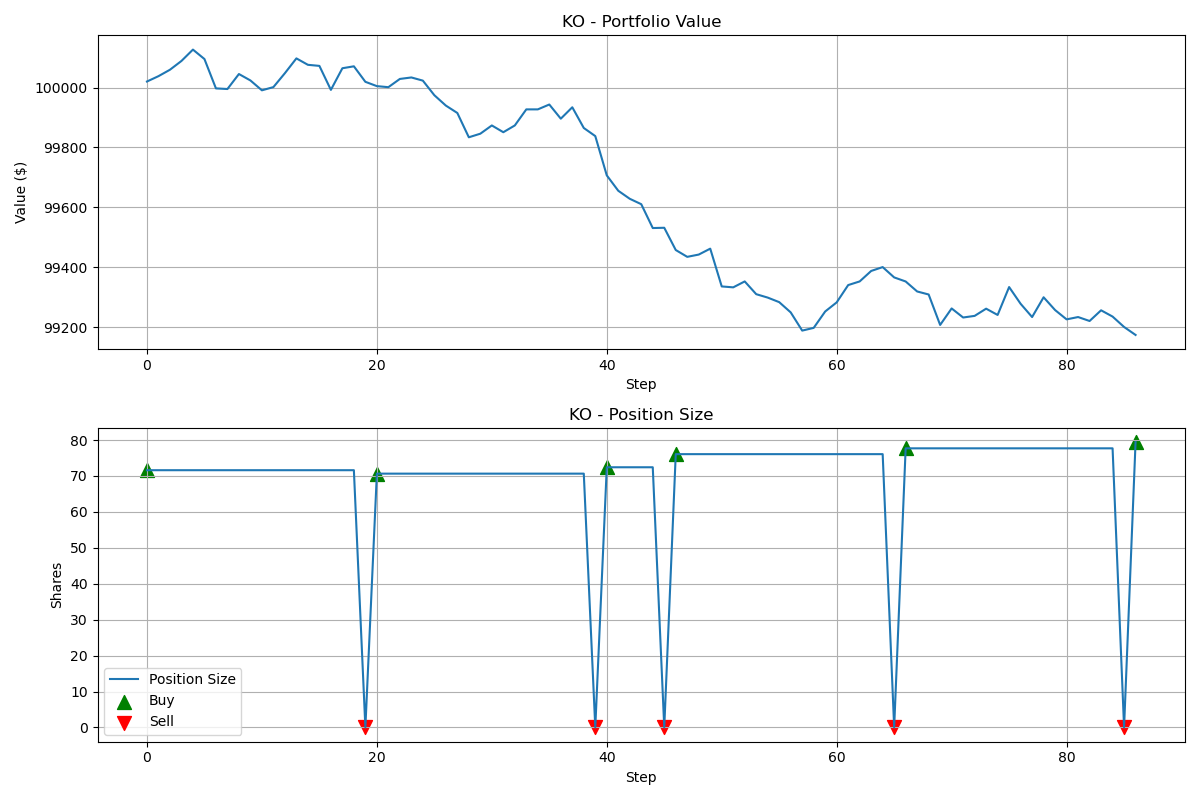 KO - Portfolio Value
Value ($)
100000
99800
99600
99400
99200
0 20 40 60 80
Step
KO - Position Size
Shares
80
70
60
50
40
30
20
10
0
Position Size
Buy
Sell
0 20 40 60 80
Step